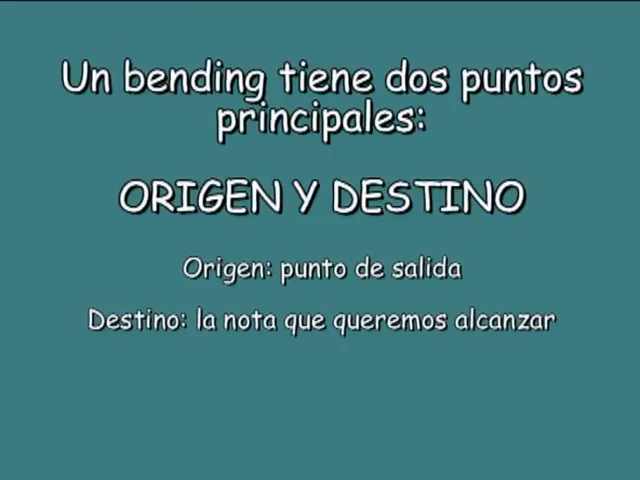 Un bending tiene dos puntos
principales:
ORIGEN Y DESTINO
Origen: punto de salida
Destino: la nota que queremos alcanzar